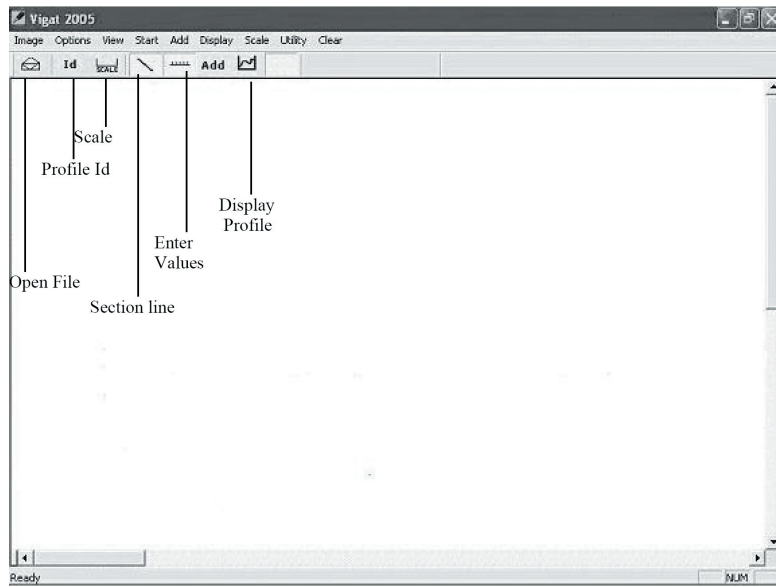 Vigat 2005
Image Options View Start Add Display Scale Utility Clear
Id SCALE Add
Scale
Profile Id
Display
Profile
Enter
Values
Open File
Section line
Ready NUM